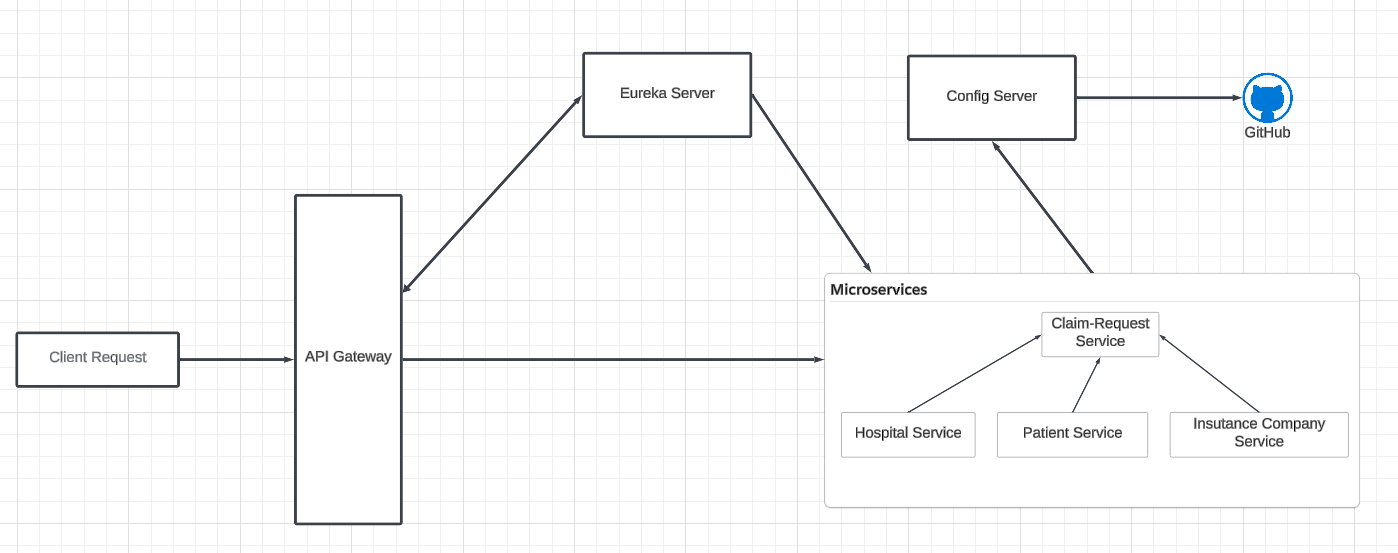 Eureka Server
Config Server
GitHub
Client Request
API Gateway
Microservices
Claim-Request
Service
Hospital Service
Patient Service
Insutance Company
Service